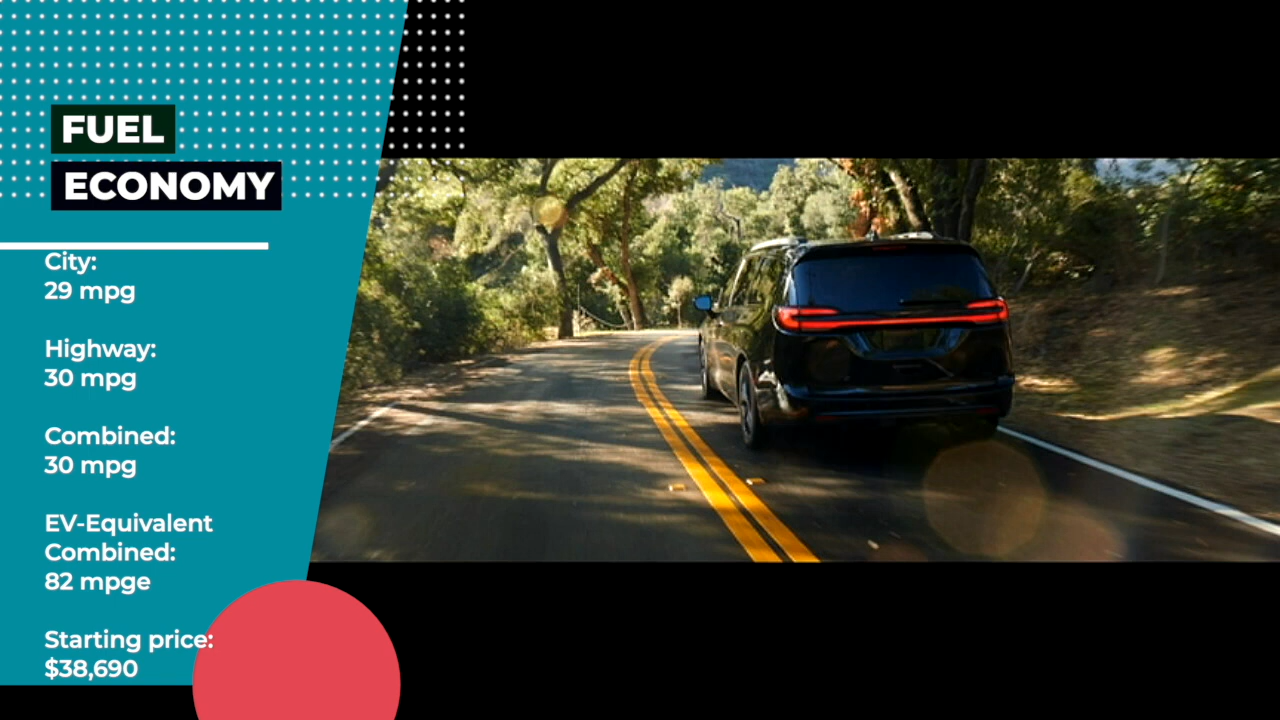 FUEL
ECONOMY
City:
29 mpg
Highway:
30 mpg
Combined:
30 mpg
EV-Equivalent
Combined:
82 mpge
Starting price:
$38,690